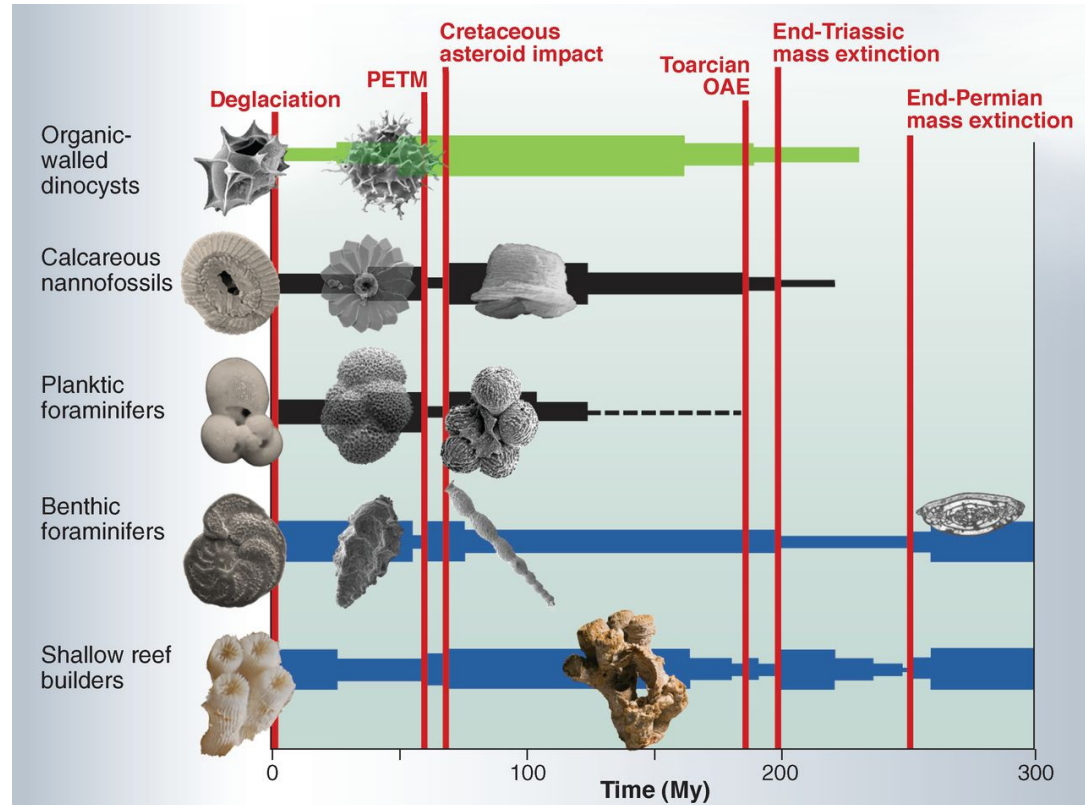 Cretaceous
asteroid impact
End-Triassic
mass extinction
Toarcian
OAE
PETM
Deglaciation
End-Permian
mass extinction
Organic-
walled
dinocysts
Calcareous
nannofossils
Planktic
foraminifers
Benthic
foraminifers
Shallow reef
builders
0
100
200
300
Time (My)